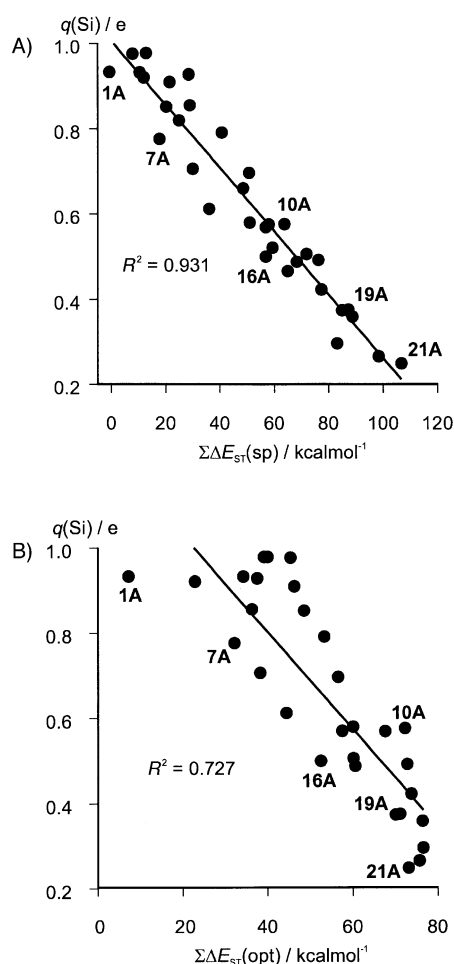 q(Si) / e
A)
1.0
1A
0.8
7A
10A
0.6
R² = 0.931
16A
19A
0.4
21A
0.2
0 20 40 60 80 100 120
ΣΔE_ST(sp) / kcalmol⁻¹
q(Si) / e
B)
1.0
1A
0.8
7A
10A
0.6
R² = 0.727
16A
19A
0.4
21A
0.2
0 20 40 60 80
ΣΔE_ST(opt) / kcalmol⁻¹